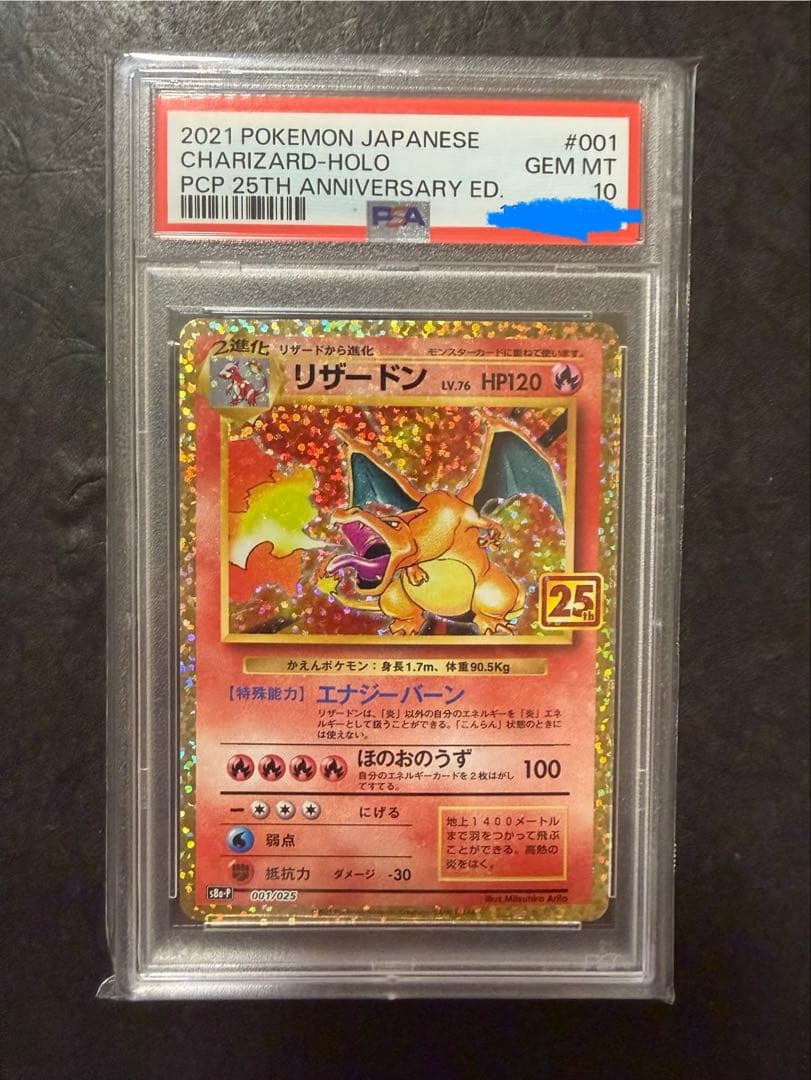 2021 POKEMON JAPANESE #001
CHARIZARD-HOLO GEM MT
PCP 25TH ANNIVERSARY ED. 10
PSA
2進化 リザードから進化 モンスターカードに重ねて使います。
リザードン LV.76 HP120
25th
かえんポケモン：身長1.7m、体重90.5Kg
【特殊能力】エナジーバーン
リザードンは、「炎」以外の自分のエネルギーを「炎」エネ
ルギーとして扱うことができる。「こんらん」状態のときに
は使えない。
ほのおのうず 100
自分のエネルギーカードを2枚はがし
てすてる。
にげる
弱点
抵抗力 ダメージ -30
地上1400メートル
まで羽をつかって飛ぶ
ことができる。高熱の
炎をはく。
s8a-P 001/025
illus.Mitsuhiro Arita